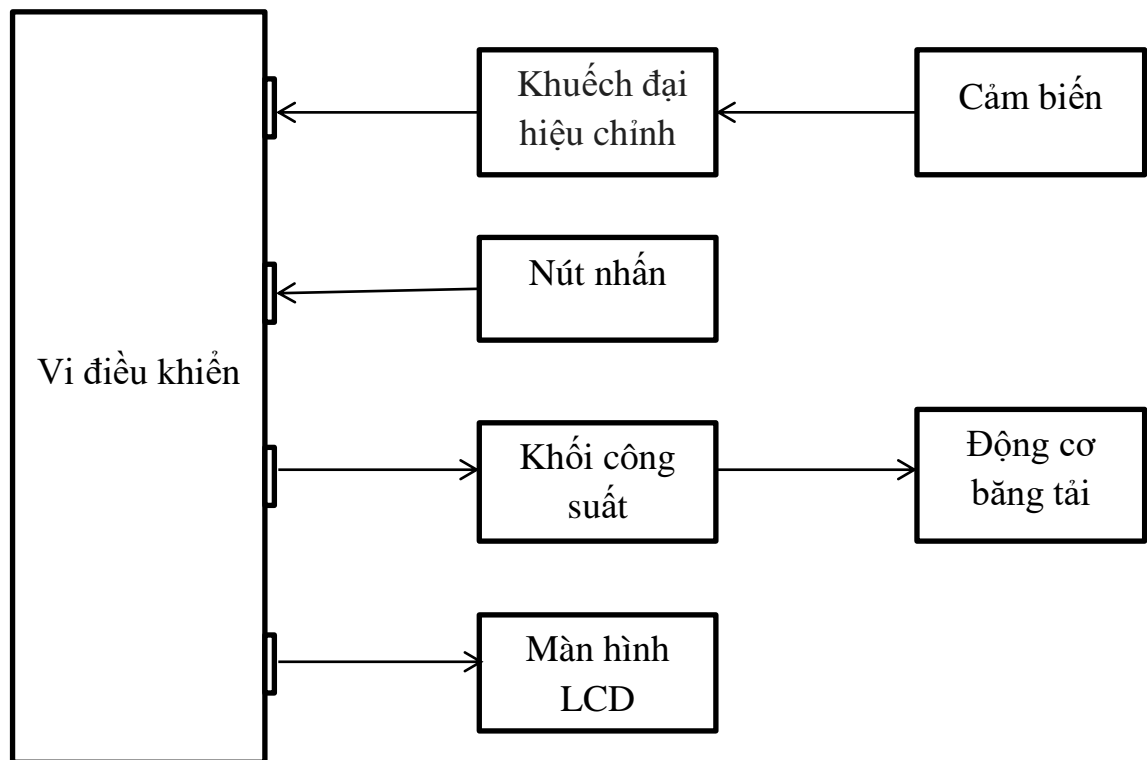 Khuếch đại
hiệu chỉnh
Cảm biến
Nút nhấn
Vi điều khiển
Khối công
suất
Động cơ
băng tải
Màn hình
LCD